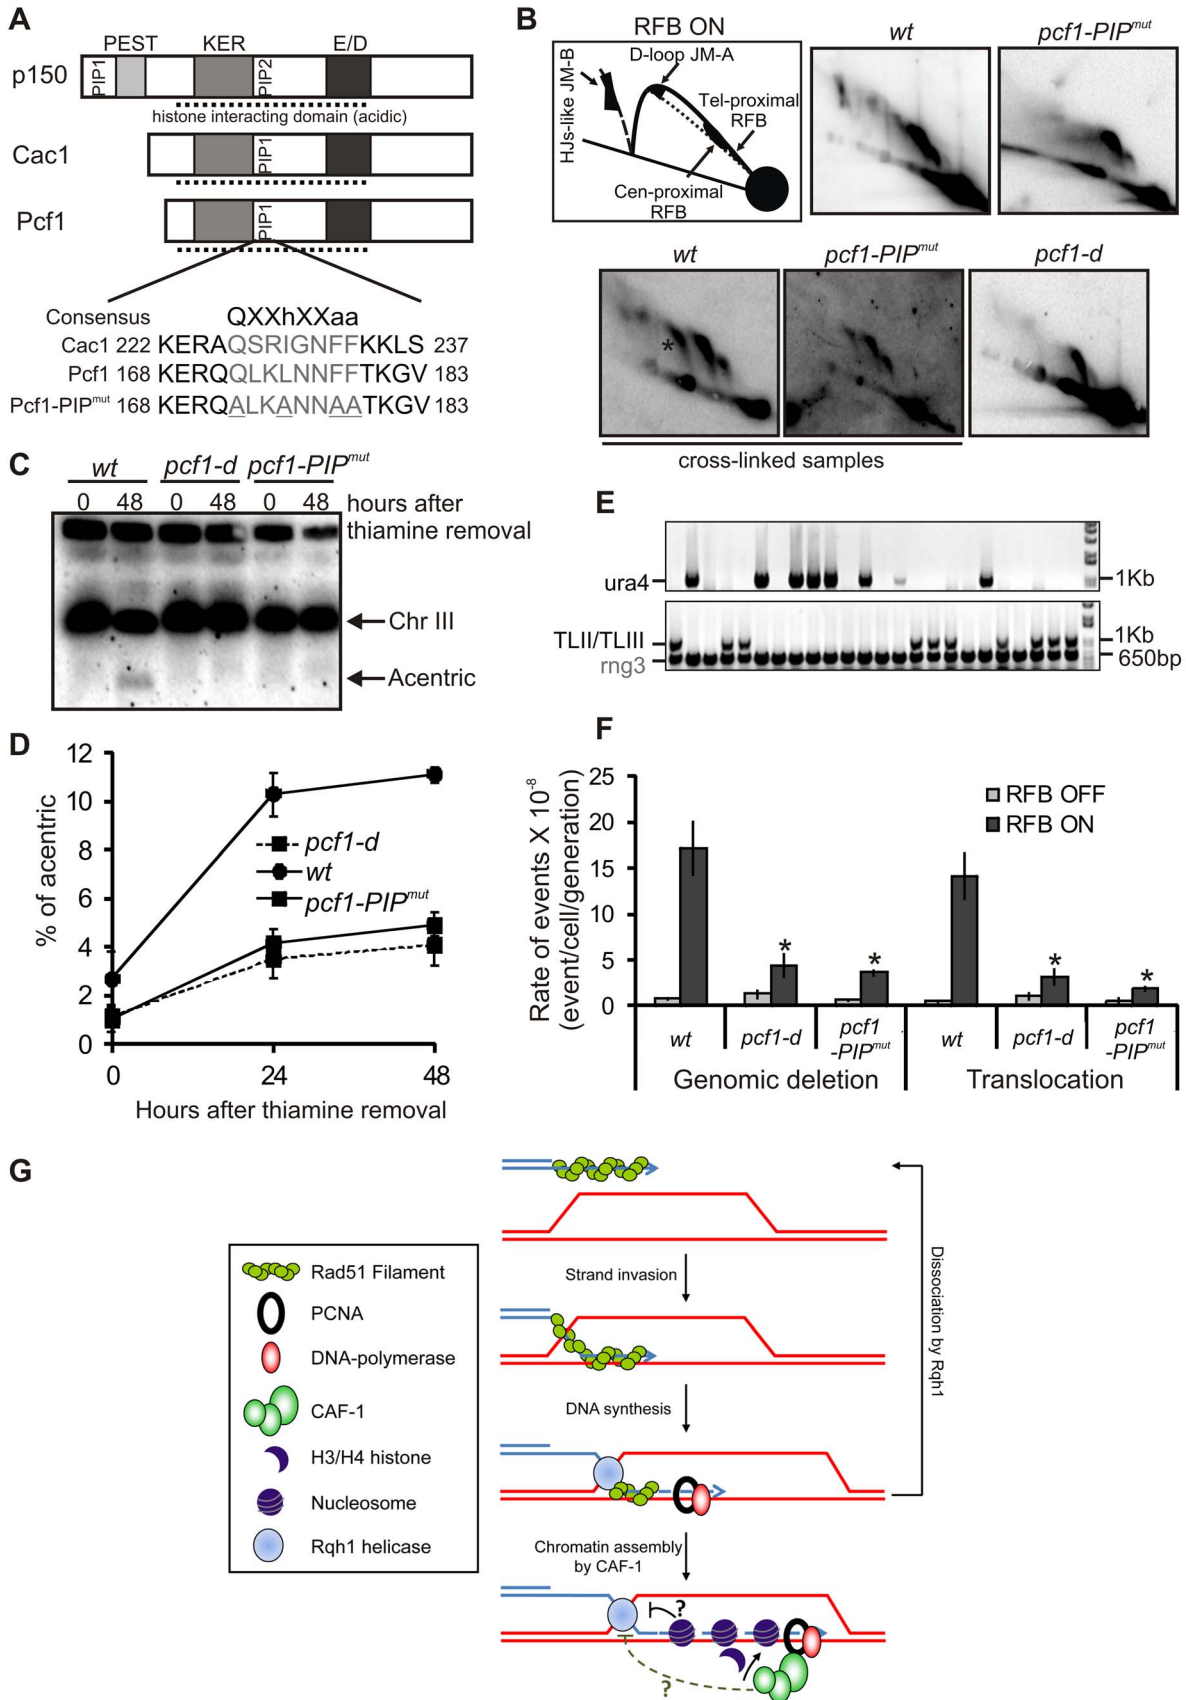 A
PEST KER E/D
p150
PIP1
PIP2
histone interacting domain (acidic)
Cac1
PIP1
Pcf1
PIP1
Consensus QXXhXXaa
Cac1 222 KERAQSRIGNFFKKLS 237
Pcf1 168 KERQQLKLNNFFTKGV 183
Pcf1-PIPmut 168 KERQALKANNAATKGV 183
B
RFB ON
HJs-like JM-B
D-loop JM-A
Tel-proximal
RFB
Cen-proximal
RFB
wt
pcf1-PIPmut
wt
pcf1-PIPmut
pcf1-d
*
cross-linked samples
C
wt pcf1-d pcf1-PIPmut
0 48 0 48 0 48 hours after
thiamine removal
Chr III
Acentric
D
% of acentric
12
10
8
6
4
2
0
pcf1-d
wt
pcf1-PIPmut
0 24 48
Hours after thiamine removal
E
ura4
1Kb
TLII/TLIII
rng3
1Kb
650bp
F
Rate of events X 10-8
(event/cell/generation)
25
20
15
10
5
0
RFB OFF
RFB ON
* * * *
wt pcf1-d pcf1
-PIPmut
wt pcf1-d pcf1
-PIPmut
Genomic deletion Translocation
G
Rad51 Filament
PCNA
DNA-polymerase
CAF-1
H3/H4 histone
Nucleosome
Rqh1 helicase
Strand invasion
DNA synthesis
Chromatin assembly
by CAF-1
Dissociation by Rqh1
?
?